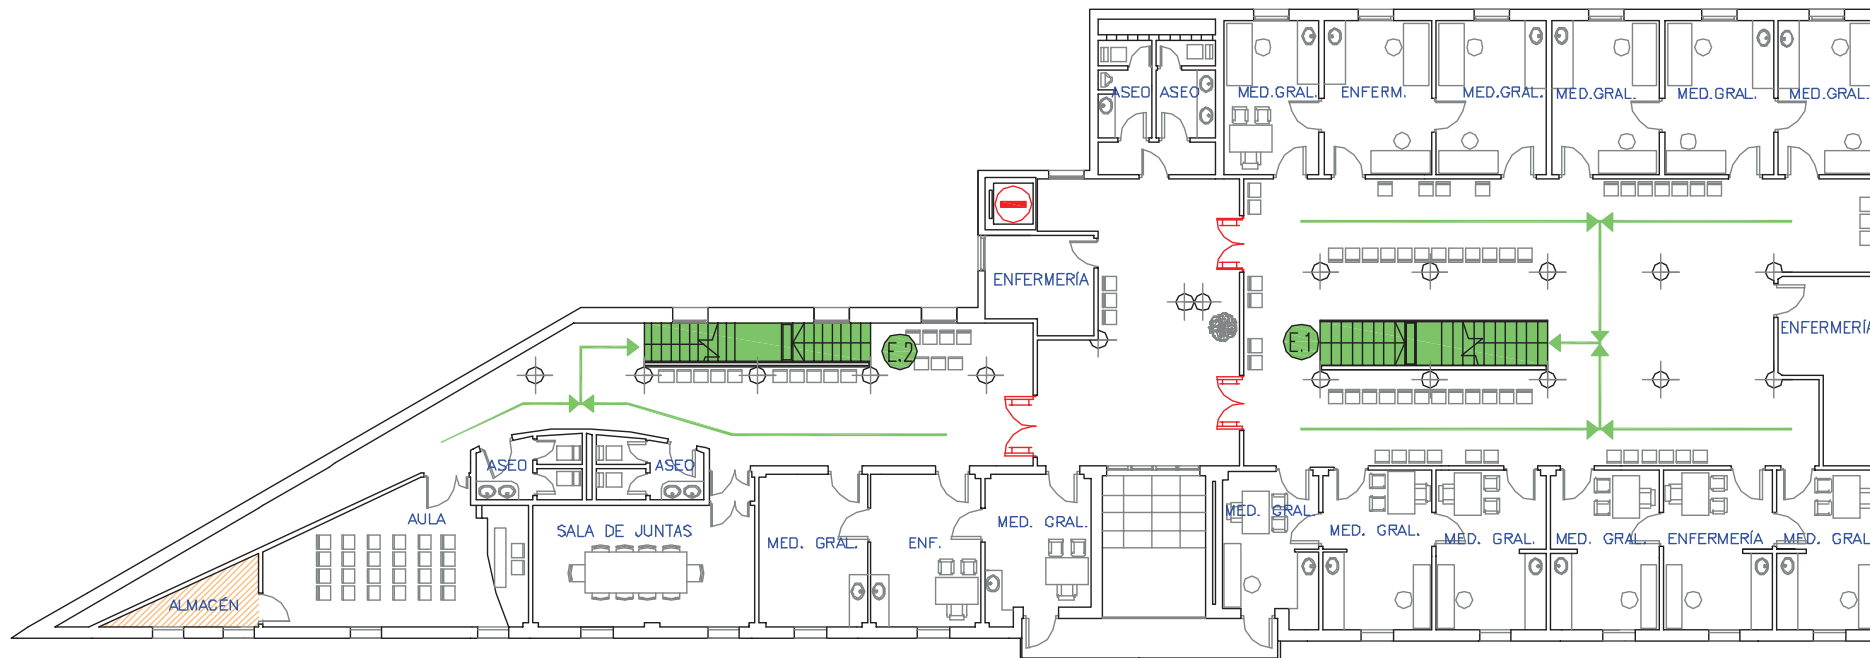 ASEO ASEO MED.GRAL. ENFERM. MED.GRAL. MED.GRAL. MED.GRAL. MED.GRAL.
ENFERMERÍA
ENFERMERÍA
E.2 E.1
ASEO ASEO
AULA
SALA DE JUNTAS MED. GRAL. ENF. MED. GRAL. MED. GRAL. MED. GRAL. MED. GRAL. MED. GRAL. ENFERMERÍA MED. GRAL
ALMACÉN